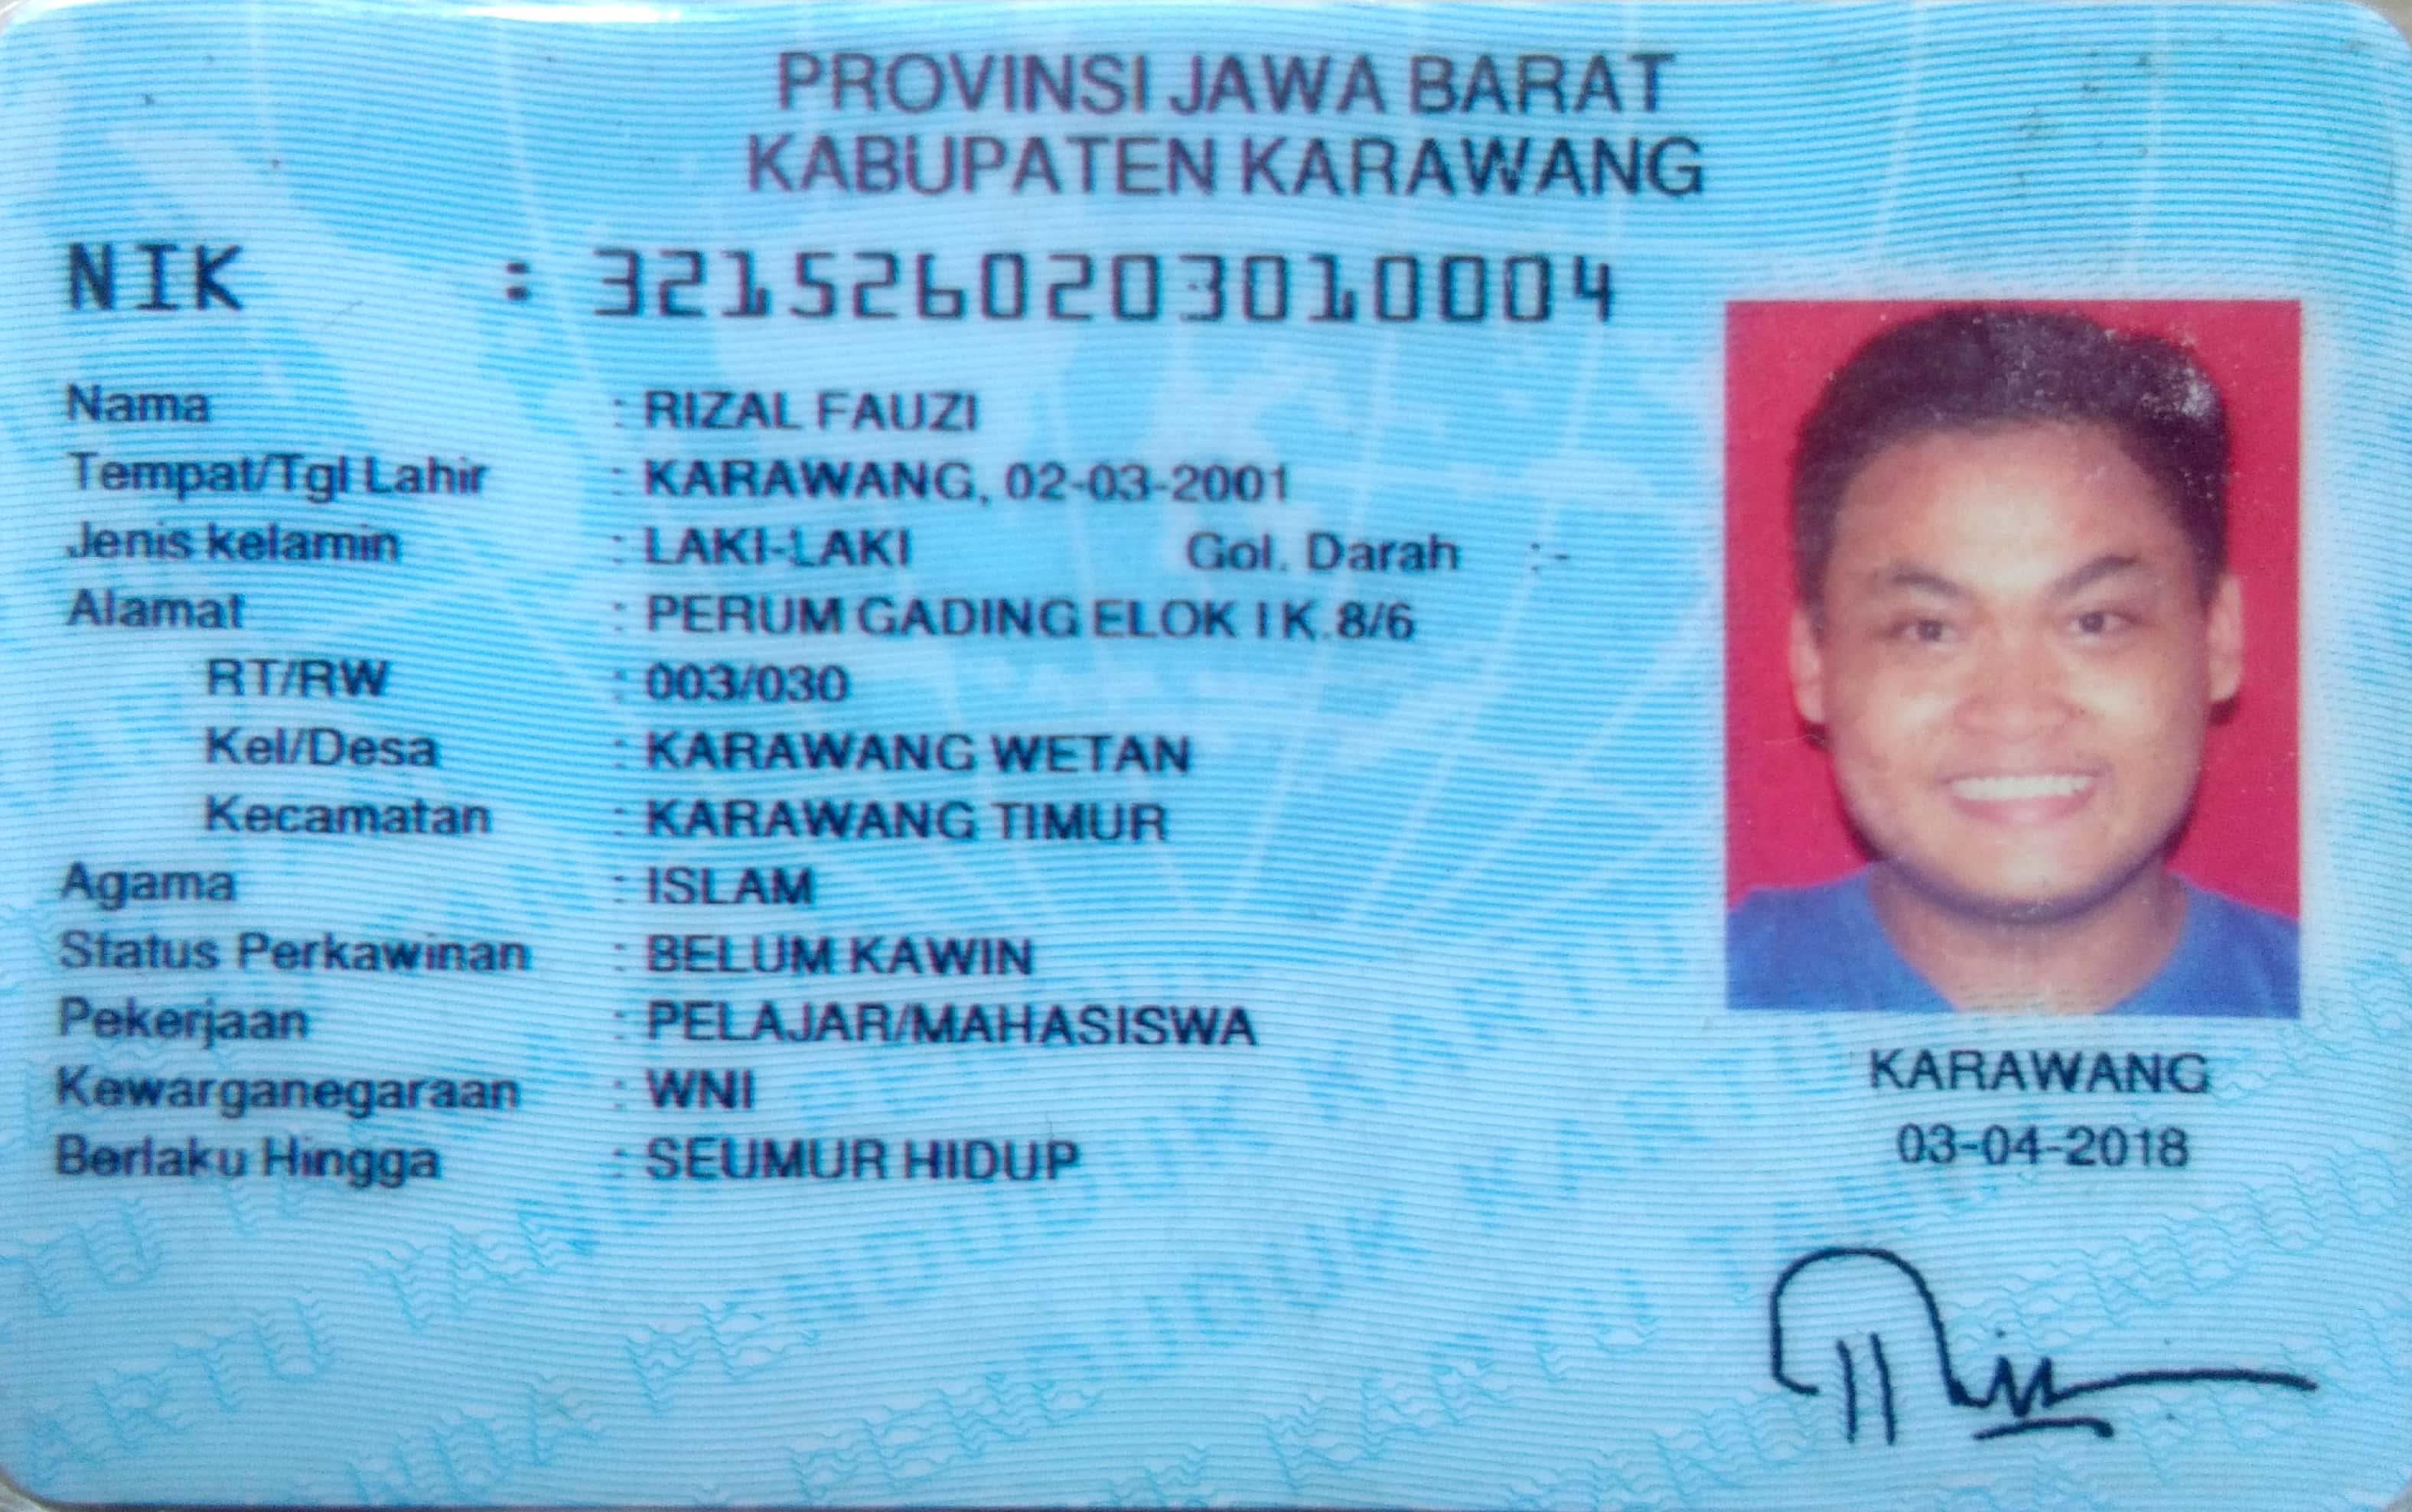 PROVINSI JAWA BARAT
KABUPATEN KARAWANG
NIK : 3215260203010004
Nama : RIZAL FAUZI
Tempat/Tgl Lahir : KARAWANG, 02-03-2001
Jenis kelamin : LAKI-LAKI Gol. Darah :-
Alamat : PERUM GADING ELOK I K.8/6
RT/RW : 003/030
Kel/Desa : KARAWANG WETAN
Kecamatan : KARAWANG TIMUR
Agama : ISLAM
Status Perkawinan : BELUM KAWIN
Pekerjaan : PELAJAR/MAHASISWA
Kewarganegaraan : WNI
Berlaku Hingga : SEUMUR HIDUP
KARAWANG
03-04-2018